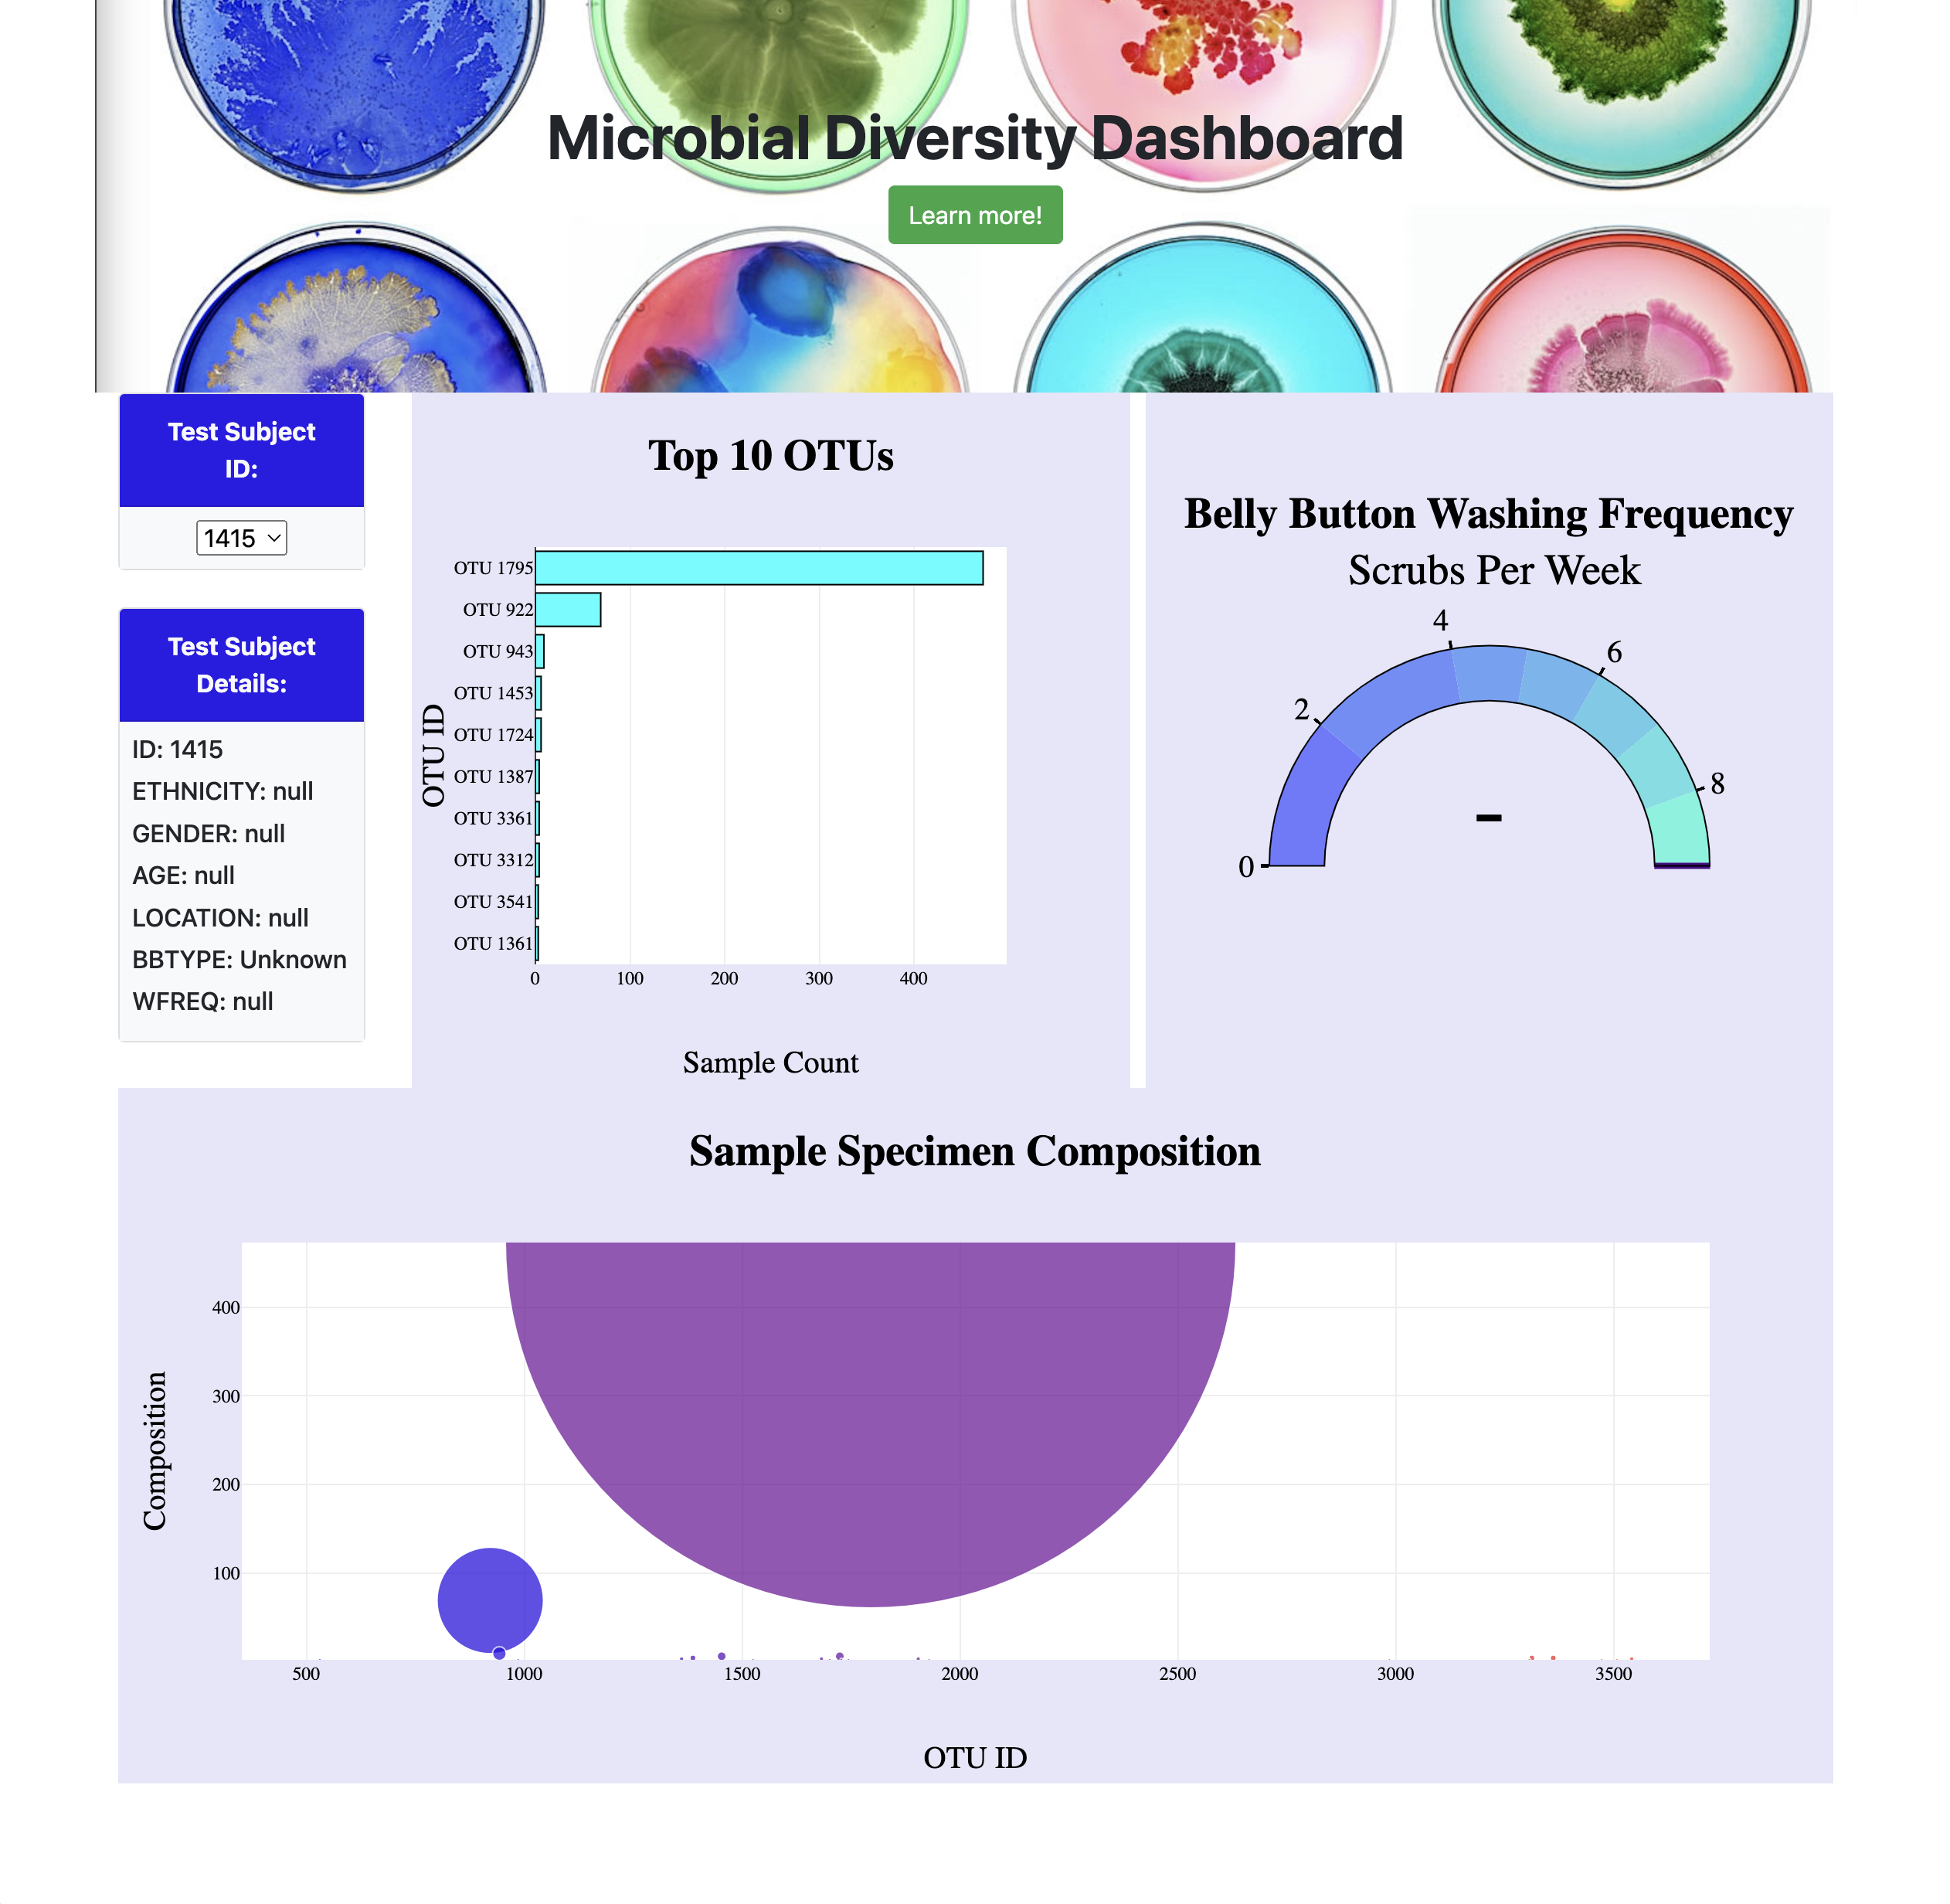 Microbial Diversity Dashboard
Learn more!
Test Subject
ID:
1415
Test Subject
Details:
ID: 1415
ETHNICITY: null
GENDER: null
AGE: null
LOCATION: null
BBTYPE: Unknown
WFREQ: null
Top 10 OTUs
OTU ID
OTU 1795
OTU 922
OTU 943
OTU 1453
OTU 1724
OTU 1387
OTU 3361
OTU 3312
OTU 3541
OTU 1361
0 100 200 300 400
Sample Count
Belly Button Washing Frequency
Scrubs Per Week
0
2
4
6
8
–
Sample Specimen Composition
Composition
400
300
200
100
500 1000 1500 2000 2500 3000 3500
OTU ID